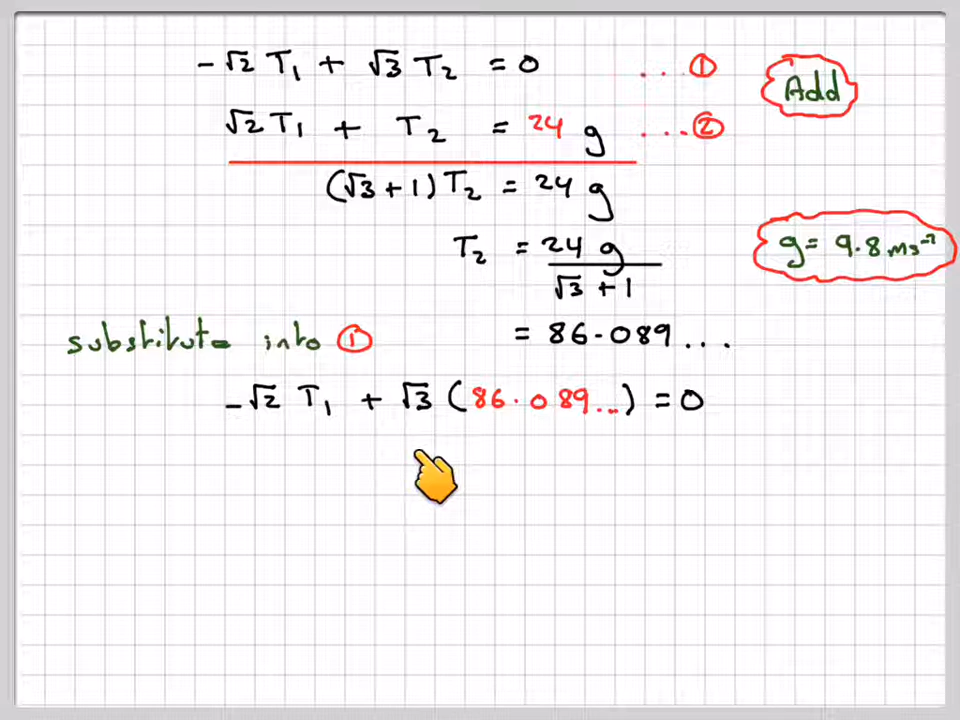 -√2 T₁ + √3 T₂ = 0 ... ①
Add
√2 T₁ + T₂ = 24 g ... ②
(√3 + 1) T₂ = 24 g
T₂ = 24 g
√3 + 1
g = 9.8 ms⁻²
substitute into ①
= 86.089...
-√2 T₁ + √3 (86.089...) = 0